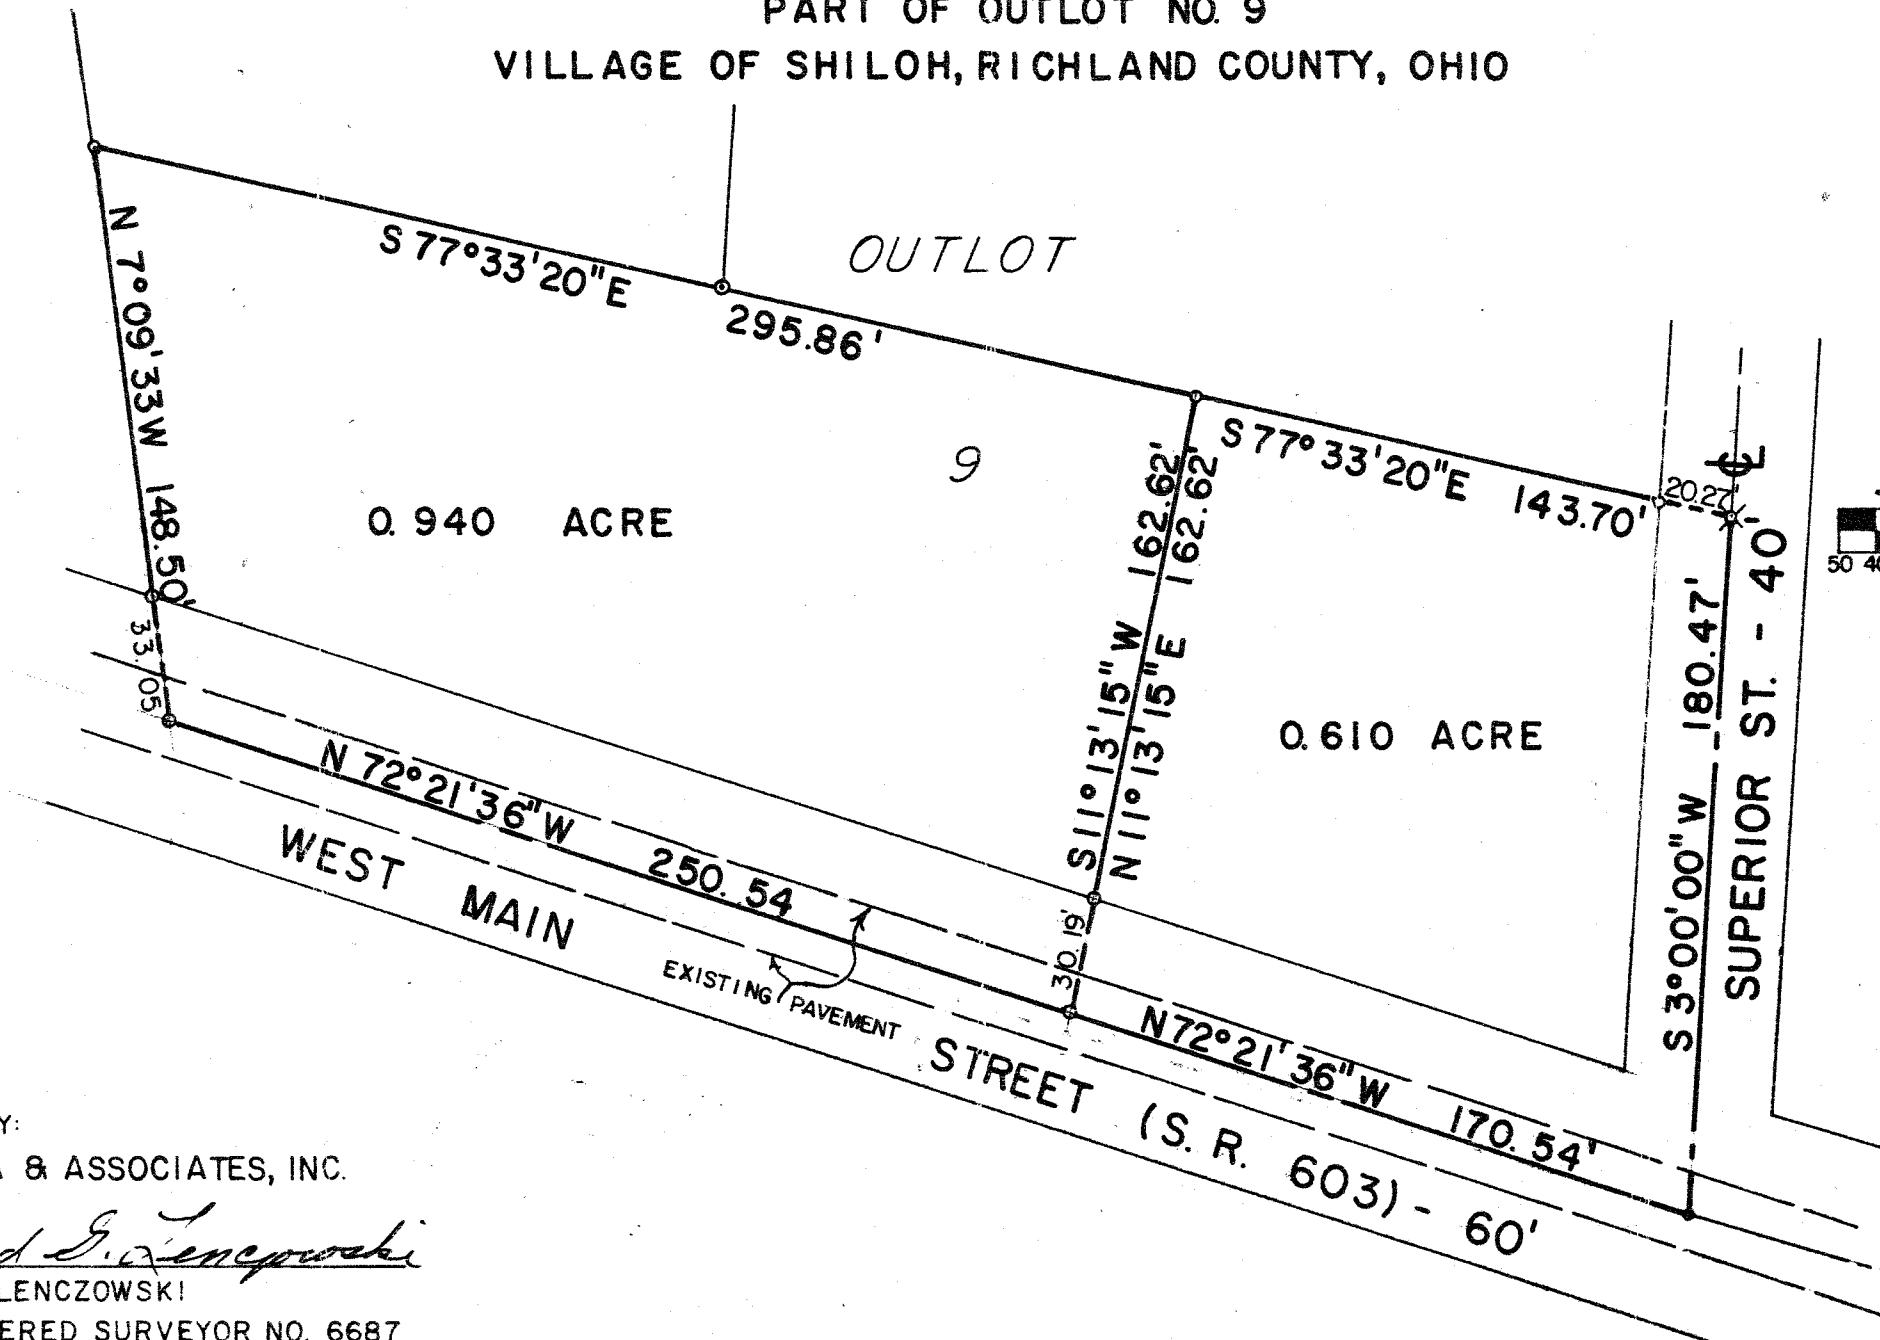 PART OF OUTLOT NO. 9
VILLAGE OF SHILOH, RICHLAND COUNTY, OHIO
OUTLOT
9
S 77°33'20"E
295.86'
N 7°09'33W 148.50'
33.05
0.940 ACRE
S 11°13'15"W 162.62'
N 11°13'15"E 162.62'
30.19'
S 77°33'20"E 143.70'
20.27'
℄
50 40
0.610 ACRE
S 3°00'00"W 180.47'
SUPERIOR ST. - 40'
N 72°21'36"W 250.54
N 72°21'36"W 170.54'
WEST MAIN STREET (S. R. 603) - 60'
EXISTING PAVEMENT
Y:
& ASSOCIATES, INC.
d G. Lenczowski
LENCZOWSKI
ERED SURVEYOR NO. 6687